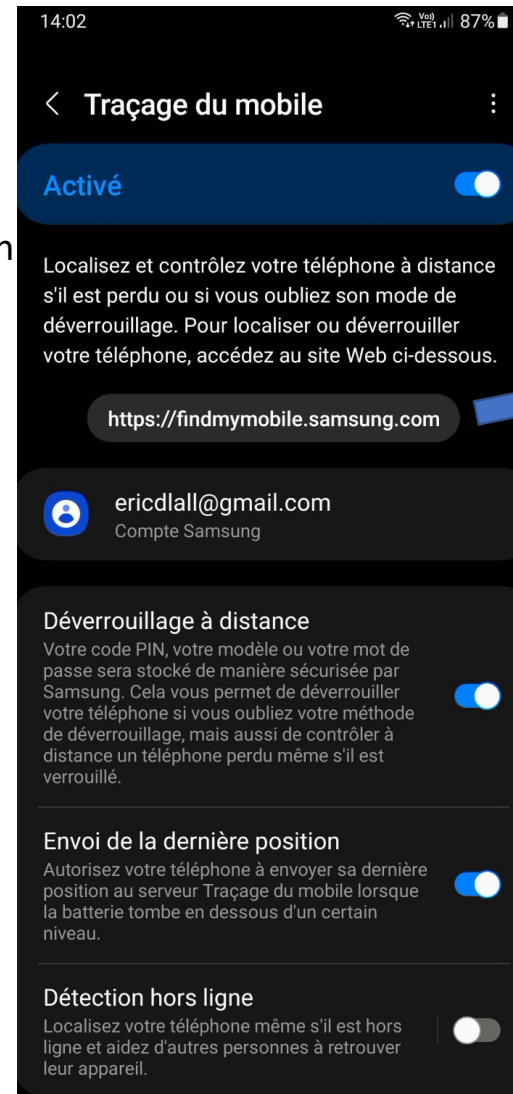 14:02 Vo)) LTE1 87%
Traçage du mobile
Activé
Localisez et contrôlez votre téléphone à distance
s'il est perdu ou si vous oubliez son mode de
déverrouillage. Pour localiser ou déverrouiller
votre téléphone, accédez au site Web ci-dessous.
https://findmymobile.samsung.com
ericdlall@gmail.com
Compte Samsung
Déverrouillage à distance
Votre code PIN, votre modèle ou votre mot de
passe sera stocké de manière sécurisée par
Samsung. Cela vous permet de déverrouiller
votre téléphone si vous oubliez votre méthode
de déverrouillage, mais aussi de contrôler à
distance un téléphone perdu même s'il est
verrouillé.
Envoi de la dernière position
Autorisez votre téléphone à envoyer sa dernière
position au serveur Traçage du mobile lorsque
la batterie tombe en dessous d'un certain
niveau.
Détection hors ligne
Localisez votre téléphone même s'il est hors
ligne et aidez d'autres personnes à retrouver
leur appareil.